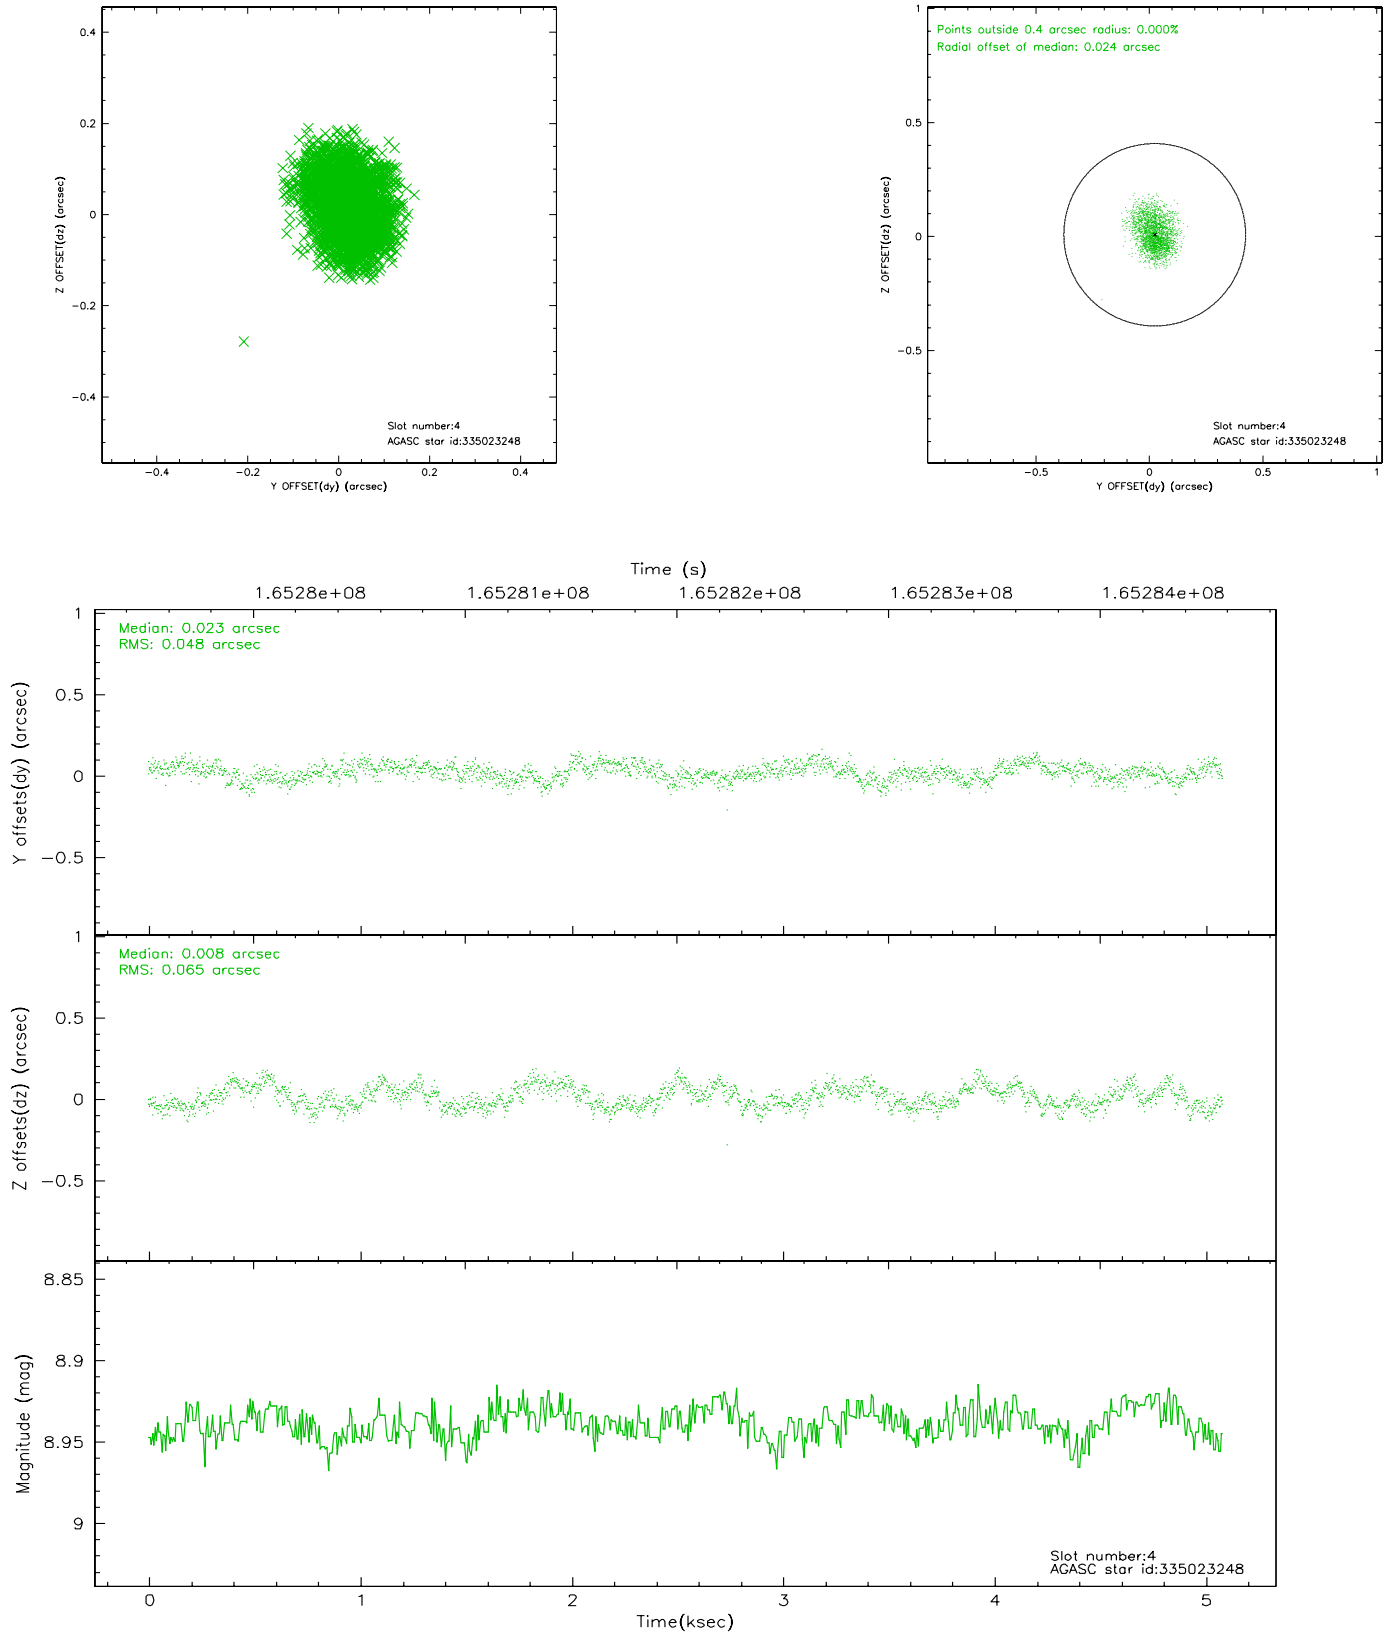 0.4
0.2
0
-0.2
-0.4
Z OFFSET(dz) (arcsec)
Slot number:4
AGASC star id:335023248
-0.4 -0.2 0 0.2 0.4
Y OFFSET(dy) (arcsec)
1
0.5
0
-0.5
Z OFFSET(dz) (arcsec)
Points outside 0.4 arcsec radius: 0.000%
Radial offset of median: 0.024 arcsec
Slot number:4
AGASC star id:335023248
-0.5 0 0.5 1
Y OFFSET(dy) (arcsec)
Time (s)
1.6528e+08 1.65281e+08 1.65282e+08 1.65283e+08 1.65284e+08
1
0.5
0
-0.5
Y offsets(dy) (arcsec)
Median: 0.023 arcsec
RMS: 0.048 arcsec
1
0.5
0
-0.5
Z offsets(dz) (arcsec)
Median: 0.008 arcsec
RMS: 0.065 arcsec
8.85
8.9
8.95
9
Magnitude (mag)
Slot number:4
AGASC star id:335023248
0 1 2 3 4 5
Time(ksec)